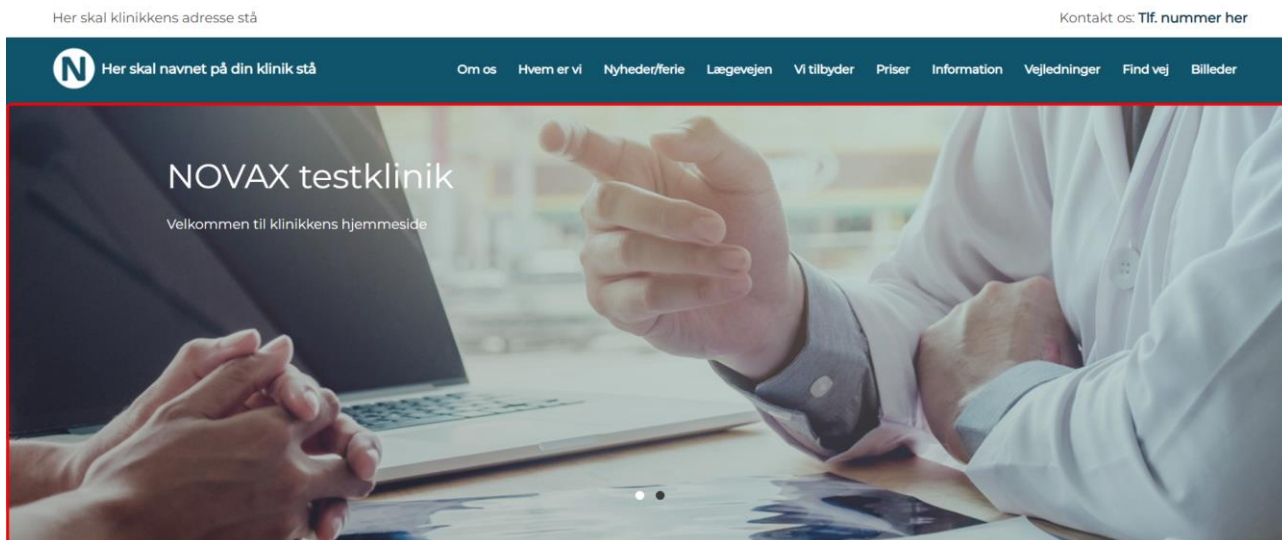 Her skal klinikkens adresse stå
Kontakt os: Tlf. nummer her
N Her skal navnet på din klinik stå
Om os Hvem er vi Nyheder/ferie Lægevejen Vi tilbyder Priser Information Vejledninger Find vej Billeder
NOVAX testklinik
Velkommen til klinikkens hjemmeside